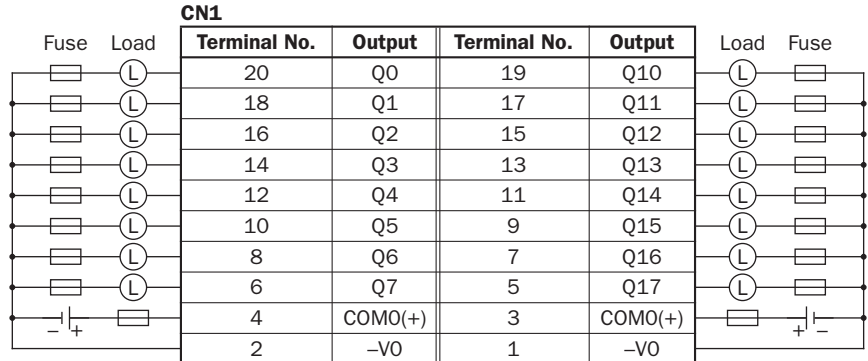 CN1
Fuse Load Terminal No. Output Terminal No. Output Load Fuse
L 20 Q0 19 Q10 L
L 18 Q1 17 Q11 L
L 16 Q2 15 Q12 L
L 14 Q3 13 Q13 L
L 12 Q4 11 Q14 L
L 10 Q5 9 Q15 L
L 8 Q6 7 Q16 L
L 6 Q7 5 Q17 L
− + 4 COM0(+) 3 COM0(+) + −
2 –V0 1 –V0